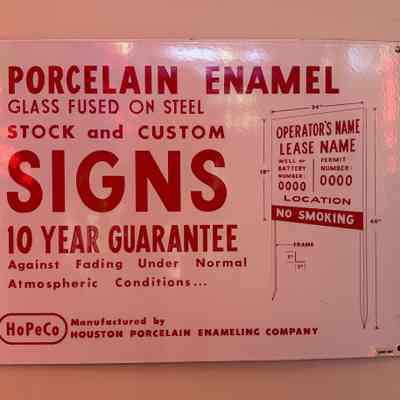 PORCELAIN ENAMEL
GLASS FUSED ON STEEL
STOCK and CUSTOM
SIGNS
10 YEAR GUARANTEE
Against Fading Under Normal
Atmospheric Conditions...
HoPeCo
Manufactured by
HOUSTON PORCELAIN ENAMELING COMPANY
24"
OPERATOR'S NAME
LEASE NAME
WELL OR
BATTERY
NUMBER:
0000
PERMIT
NUMBER:
0000
LOCATION
NO SMOKING
18"
FRAME